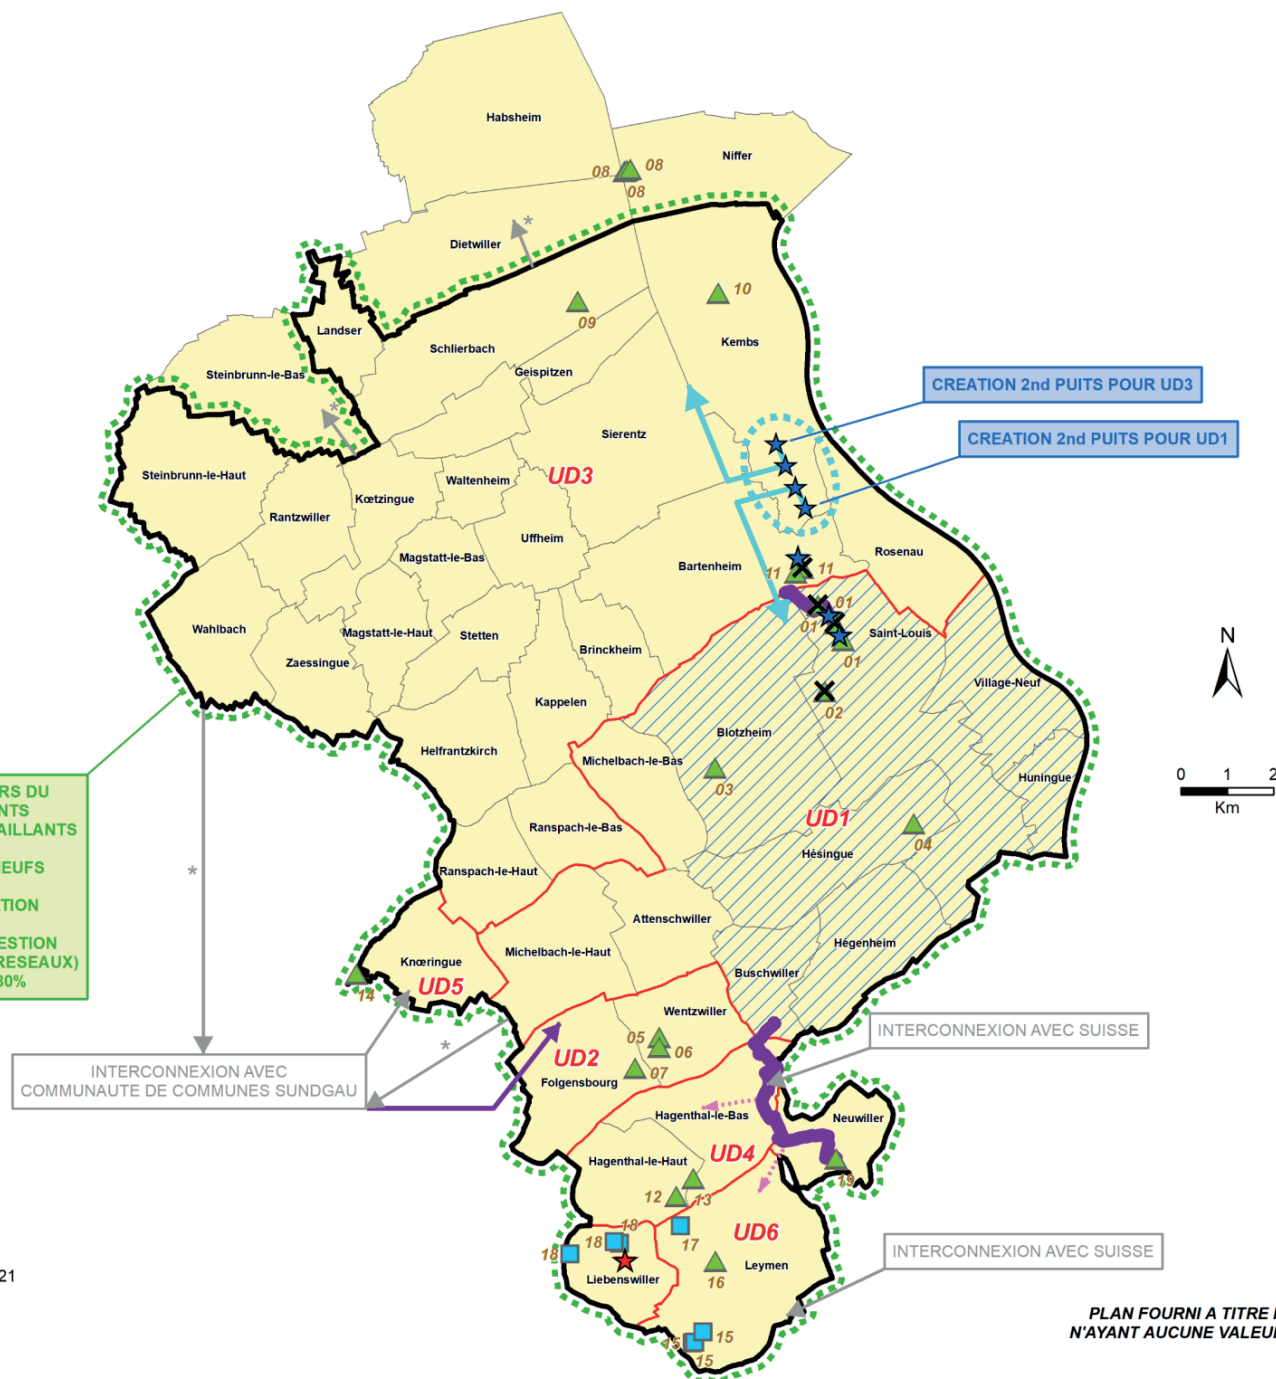 Habsheim
Niffer
08
08
08
Dietwiller
*
10
09
Landser
Kembs
Schlierbach
Geispitzen
Steinbrunn-le-Bas
CREATION 2nd PUITS POUR UD3
*
Sierentz
CREATION 2nd PUITS POUR UD1
Steinbrunn-le-Haut
UD3
Waltenheim
Kœtzingue
Rantzwiller
Uffheim
Rosenau
Magstatt-le-Bas
Bartenheim
11
11
01
01
Saint-Louis
Wahlbach
Magstatt-le-Haut
Stetten
N
Brinckheim
01
Zaessingue
Village-Neuf
02
Kappelen
Blotzheim
Helfrantzkirch
Michelbach-le-Bas
03
Huningue
0 1 2
Km
RS DU
NTS
AILLANTS
EUFS
TION
ESTION
RESEAUX)
80%
UD1
04
Ranspach-le-Bas
Hésingue
*
Ranspach-le-Haut
Attenschwiller
Hégenheim
Michelbach-le-Haut
Knœringue
Buschwiller
14
UD5
Wentzwiller
INTERCONNEXION AVEC SUISSE
05
*
06
UD2
07
Folgensbourg
INTERCONNEXION AVEC
COMMUNAUTE DE COMMUNES SUNDGAU
Hagenthal-le-Bas
Neuwiller
UD4
Hagenthal-le-Haut
19
12
13
18
UD6
17
18
18
INTERCONNEXION AVEC SUISSE
16
Leymen
Liebenswiller
21
PLAN FOURNI A TITRE
N'AYANT AUCUNE VALEU
15
15
15